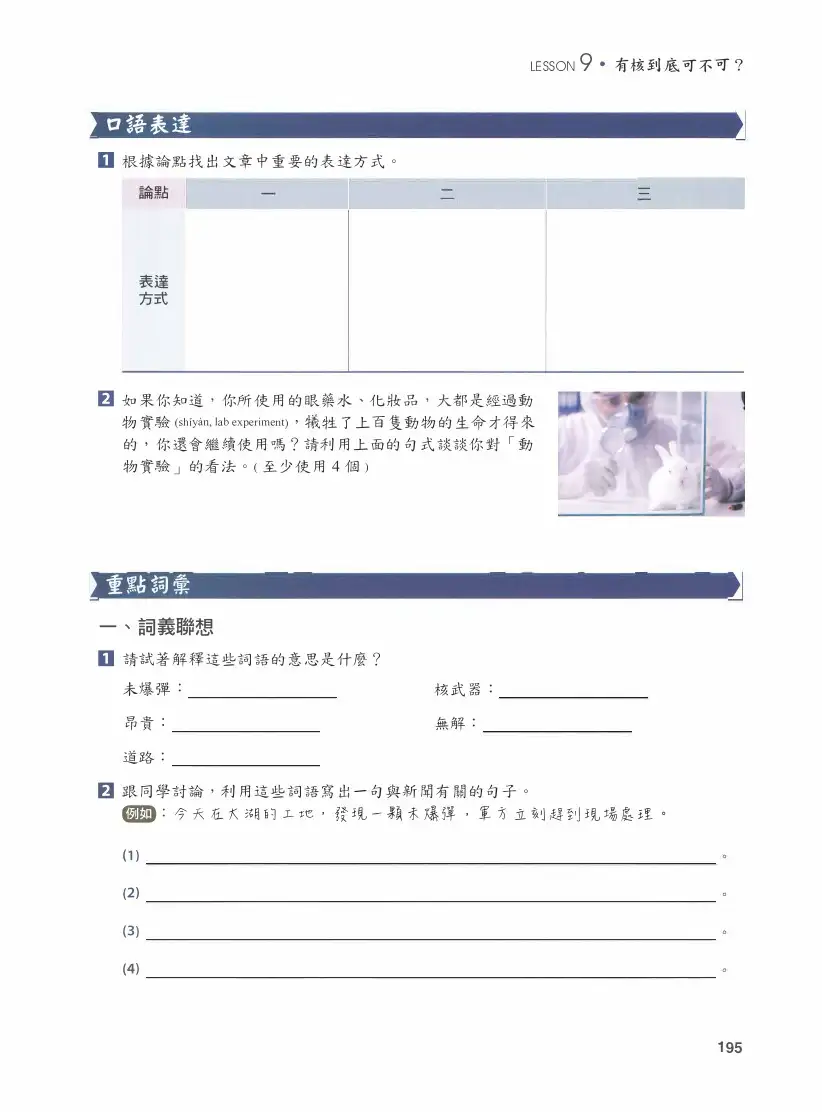 LESSON 9 • 有核到底可不可？
口語表達
1 根據論點找出文章中重要的表達方式。
論點 一 二 三
表達
方式
2 如果你知道，你所使用的眼藥水、化妝品，大都是經過動
物實驗 (shíyàn, lab experiment)，犧牲了上百隻動物的生命才得來
的，你還會繼續使用嗎？請利用上面的句式談談你對「動
物實驗」的看法。( 至少使用 4 個 )
重點詞彙
一、詞義聯想
1 請試著解釋這些詞語的意思是什麼？
未爆彈： 核武器：
昂貴： 無解：
道路：
2 跟同學討論，利用這些詞語寫出一句與新聞有關的句子。
例如：今天在大湖的工地，發現一顆未爆彈，軍方立刻趕到現場處理。
(1) 。
(2) 。
(3) 。
(4) 。
195